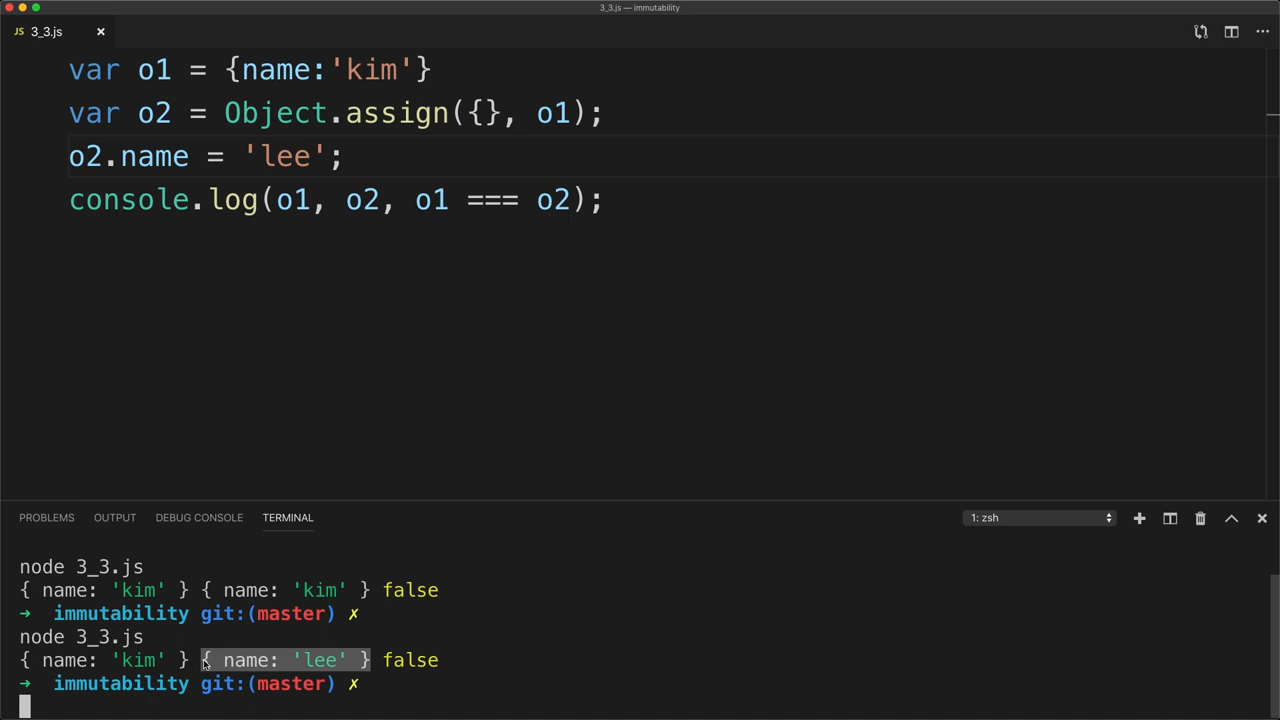 3_3.js — immutability
JS 3_3.js ×
var o1 = {name:'kim'}
var o2 = Object.assign({}, o1);
o2.name = 'lee';
console.log(o1, o2, o1 === o2);
PROBLEMS OUTPUT DEBUG CONSOLE TERMINAL 1: zsh
node 3_3.js
{ name: 'kim' } { name: 'kim' } false
➜ immutability git:(master) ✗
node 3_3.js
{ name: 'kim' } { name: 'lee' } false
➜ immutability git:(master) ✗